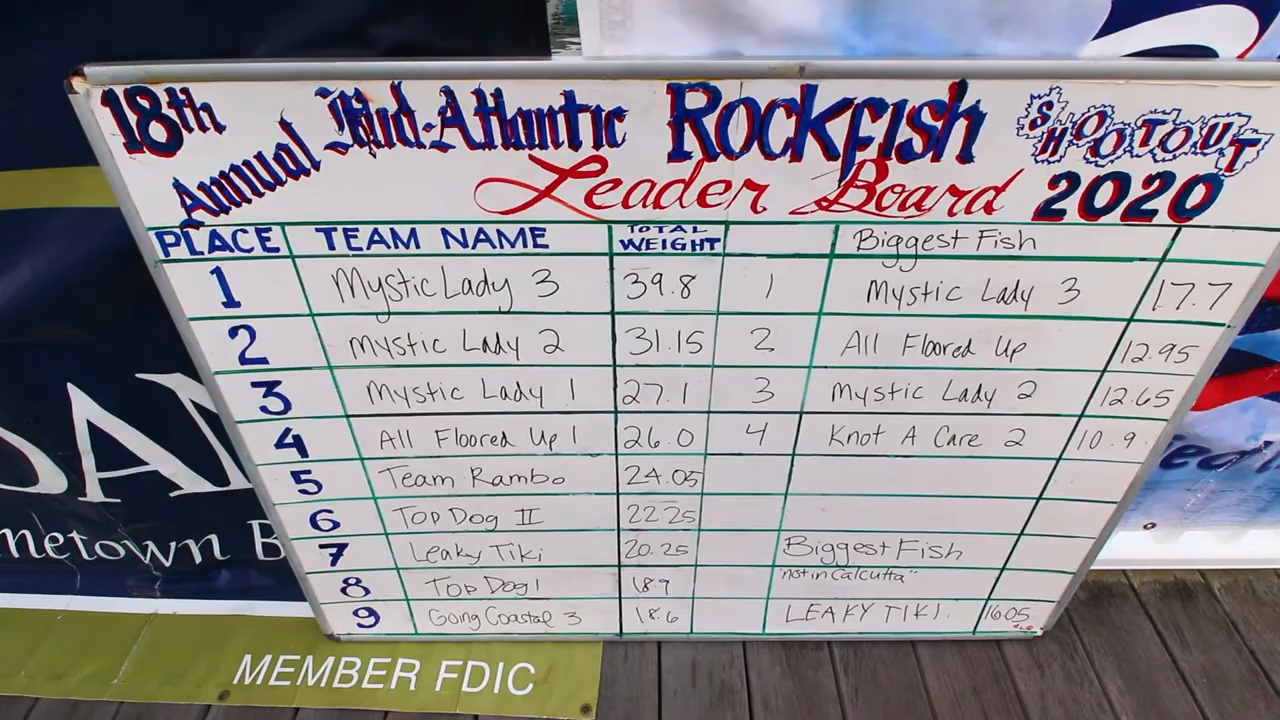 18th Annual Mid-Atlantic Rockfish SHOOTOUT
Leader Board 2020
PLACE TEAM NAME TOTAL WEIGHT Biggest Fish
1 Mystic Lady 3 39.8 1 Mystic Lady 3 17.7
2 Mystic Lady 2 31.15 2 All Floored Up 12.95
3 Mystic Lady 1 27.1 3 Mystic Lady 2 12.65
4 All Floored Up 1 26.0 4 Knot A Care 2 10.9
5 Team Rambo 24.05
6 Top Dog II 22.25
7 Leaky Tiki 20.25 Biggest Fish
8 Top Dog 1 18.9 "not in Calcutta"
9 Going Coastal 3 18.6 LEAKY TIKI. 16.05
metown B
MEMBER FDIC